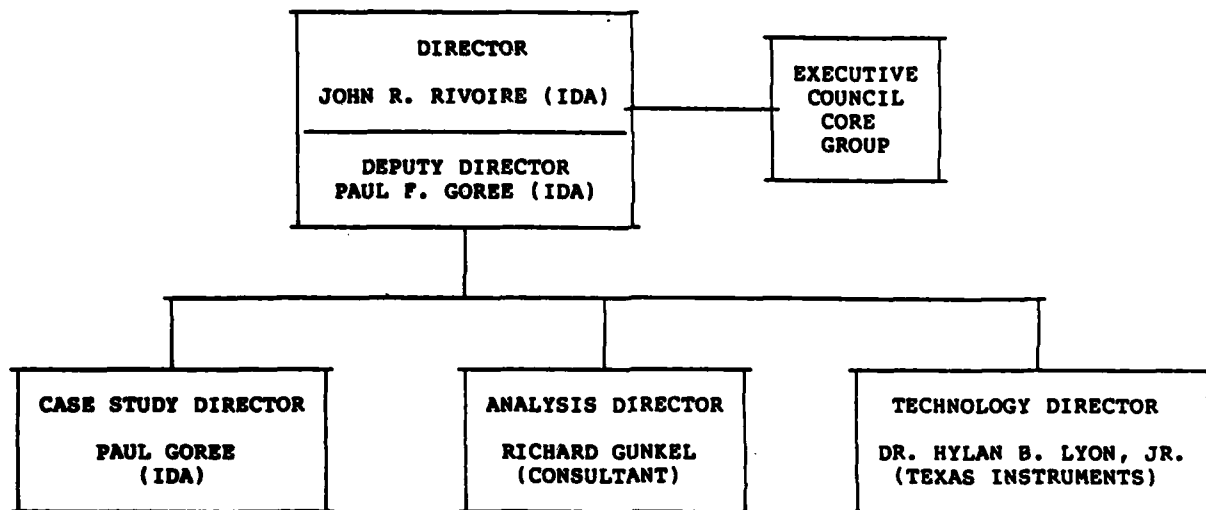 DIRECTOR
JOHN R. RIVOIRE (IDA)
DEPUTY DIRECTOR
PAUL F. GOREE (IDA)
EXECUTIVE
COUNCIL
CORE
GROUP
CASE STUDY DIRECTOR
PAUL GOREE
(IDA)
ANALYSIS DIRECTOR
RICHARD GUNKEL
(CONSULTANT)
TECHNOLOGY DIRECTOR
DR. HYLAN B. LYON, JR.
(TEXAS INSTRUMENTS)